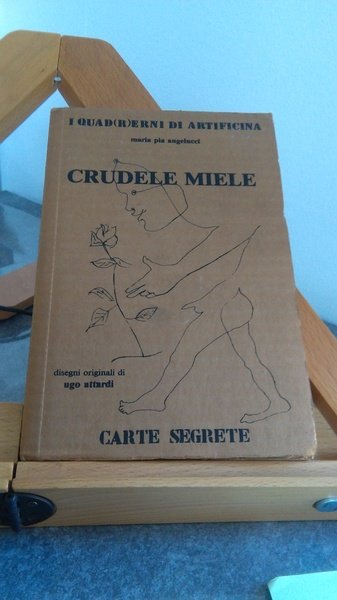 I QUAD(R)ERNI DI ARTIFICINA
maria pia angelucci
CRUDELE MIELE
disegni originali di
ugo attardi
CARTE SEGRETE